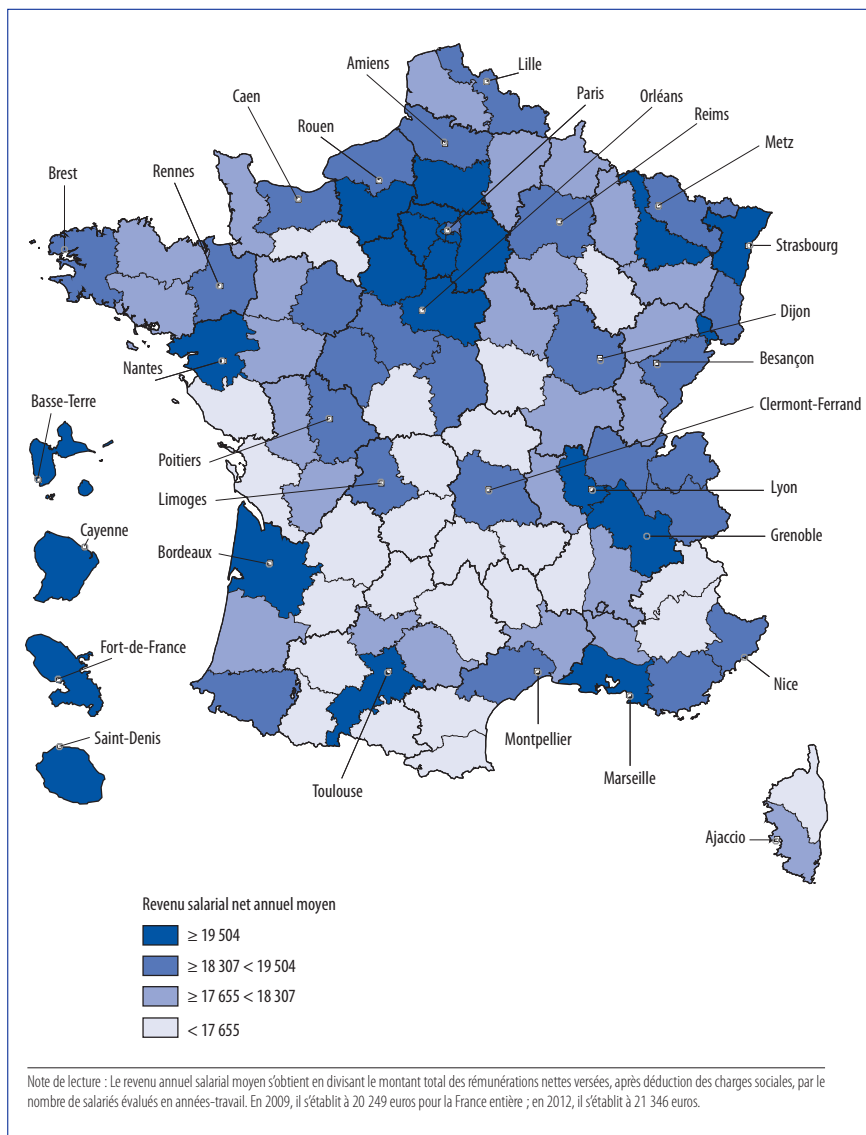 Lille
Amiens
Paris
Orléans
Caen
Reims
Rouen
Metz
Brest
Rennes
Strasbourg
Dijon
Nantes
Besançon
Basse-Terre
Clermont-Ferrand
Poitiers
Limoges
Lyon
Cayenne
Grenoble
Bordeaux
Fort-de-France
Nice
Saint-Denis
Montpellier
Marseille
Toulouse
Ajaccio
Revenu salarial net annuel moyen
≥ 19 504
≥ 18 307 < 19 504
≥ 17 655 < 18 307
< 17 655
Note de lecture : Le revenu annuel salarial moyen s’obtient en divisant le montant total des rémunérations nettes versées, après déduction des charges sociales, par le
nombre de salariés évalués en années-travail. En 2009, il s’établit à 20 249 euros pour la France entière ; en 2012, il s’établit à 21 346 euros.